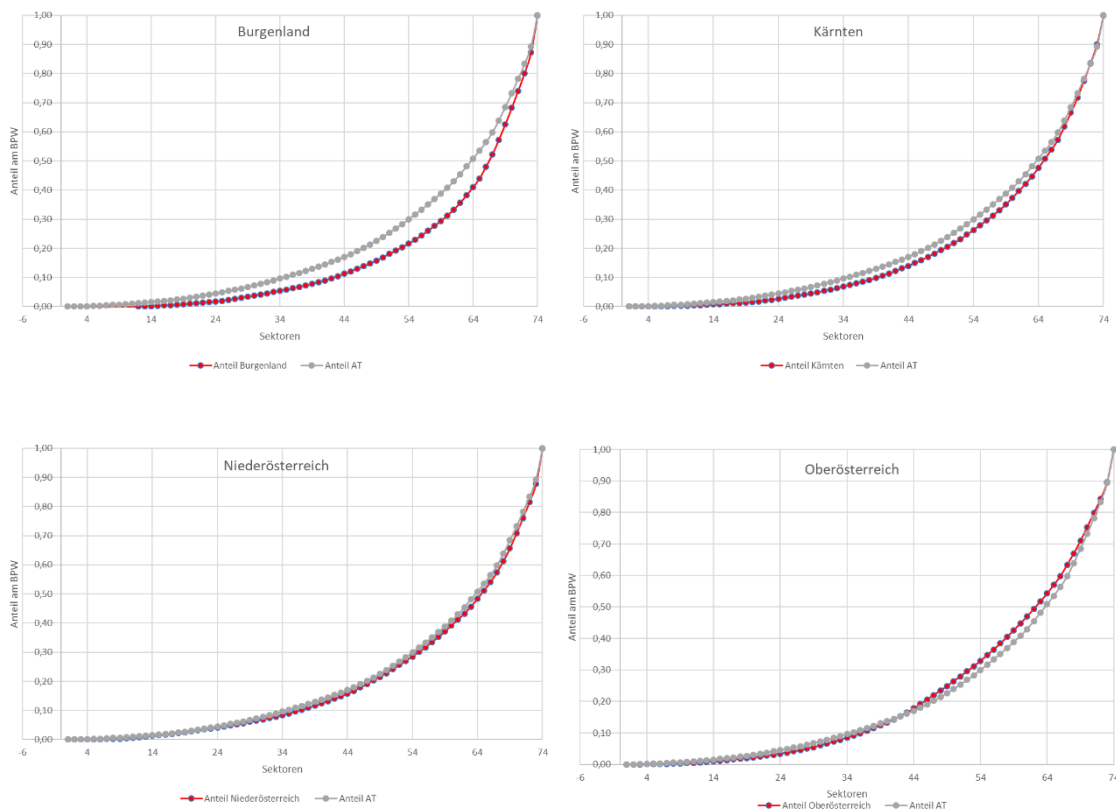 Burgenland
1,00
0,90
0,80
0,70
0,60
0,50
0,40
0,30
0,20
0,10
0,00
Anteil am BPW
-6 4 14 24 34 44 54 64 74
Sektoren
Anteil Burgenland Anteil AT
Kärnten
1,00
0,90
0,80
0,70
0,60
0,50
0,40
0,30
0,20
0,10
0,00
Anteil an BPW
-6 4 14 24 34 44 54 64 74
Sektoren
Anteil Kärnten Anteil AT
Niederösterreich
1,00
0,90
0,80
0,70
0,60
0,50
0,40
0,30
0,20
0,10
0,00
Anteil am BPW
-6 4 14 24 34 44 54 64 74
Sektoren
Anteil Niederösterreich Anteil AT
Oberösterreich
1,00
0,90
0,80
0,70
0,60
0,50
0,40
0,30
0,20
0,10
0,00
Anteil am BPW
-6 4 14 24 34 44 54 64 74
Sektoren
Anteil Oberösterreich Anteil AT